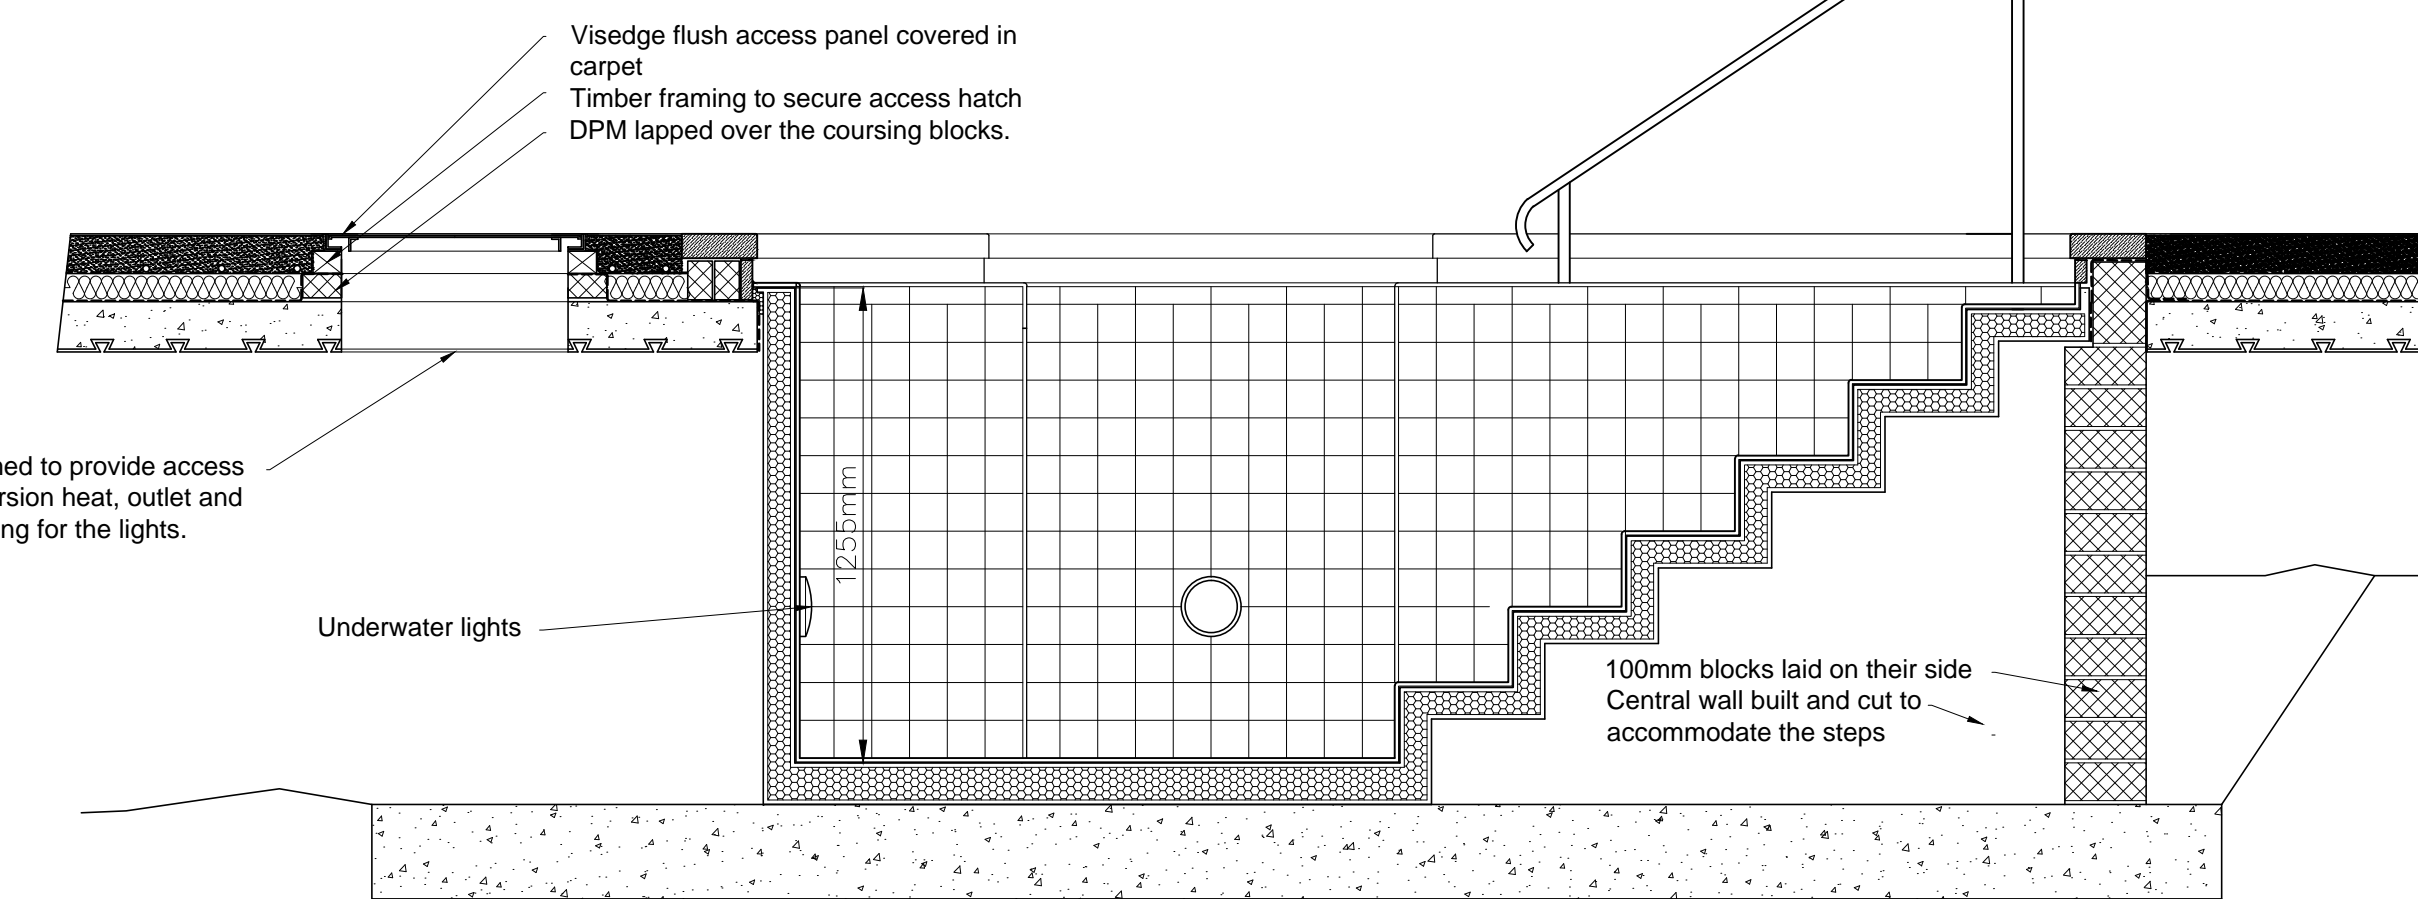 Visedge flush access panel covered in
carpet
Timber framing to secure access hatch
DPM lapped over the coursing blocks.
ned to provide access
rsion heat, outlet and
ng for the lights.
1255mm
Underwater lights
100mm blocks laid on their side
Central wall built and cut to
accommodate the steps